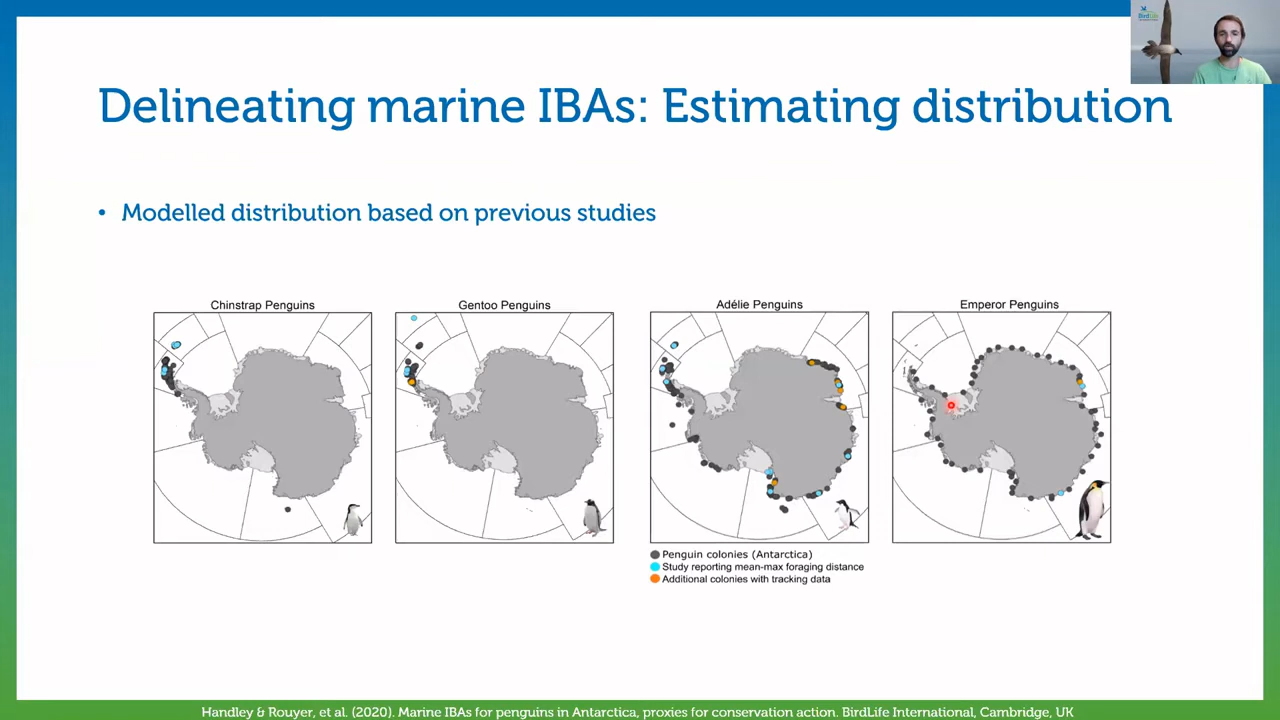 BirdLife
Delineating marine IBAs: Estimating distribution
• Modelled distribution based on previous studies
Chinstrap Penguins
Gentoo Penguins
Adélie Penguins
Emperor Penguins
Penguin colonies (Antarctica)
Study reporting mean-max foraging distance
Additional colonies with tracking data
Handley & Rouyer, et al. (2020). Marine IBAs for penguins in Antarctica, proxies for conservation action. BirdLife International, Cambridge, UK